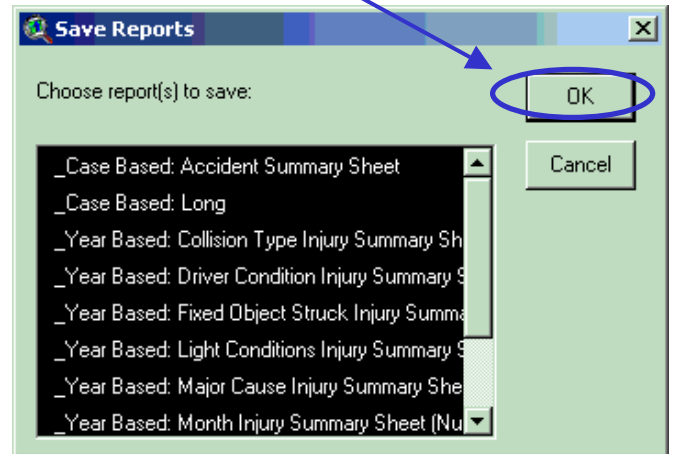 Save Reports
Choose report(s) to save:
OK
Cancel
_Case Based: Accident Summary Sheet
_Case Based: Long
_Year Based: Collision Type Injury Summary Sh
_Year Based: Driver Condition Injury Summary S
_Year Based: Fixed Object Struck Injury Summa
_Year Based: Light Conditions Injury Summary S
_Year Based: Major Cause Injury Summary She
_Year Based: Month Injury Summary Sheet (Nu